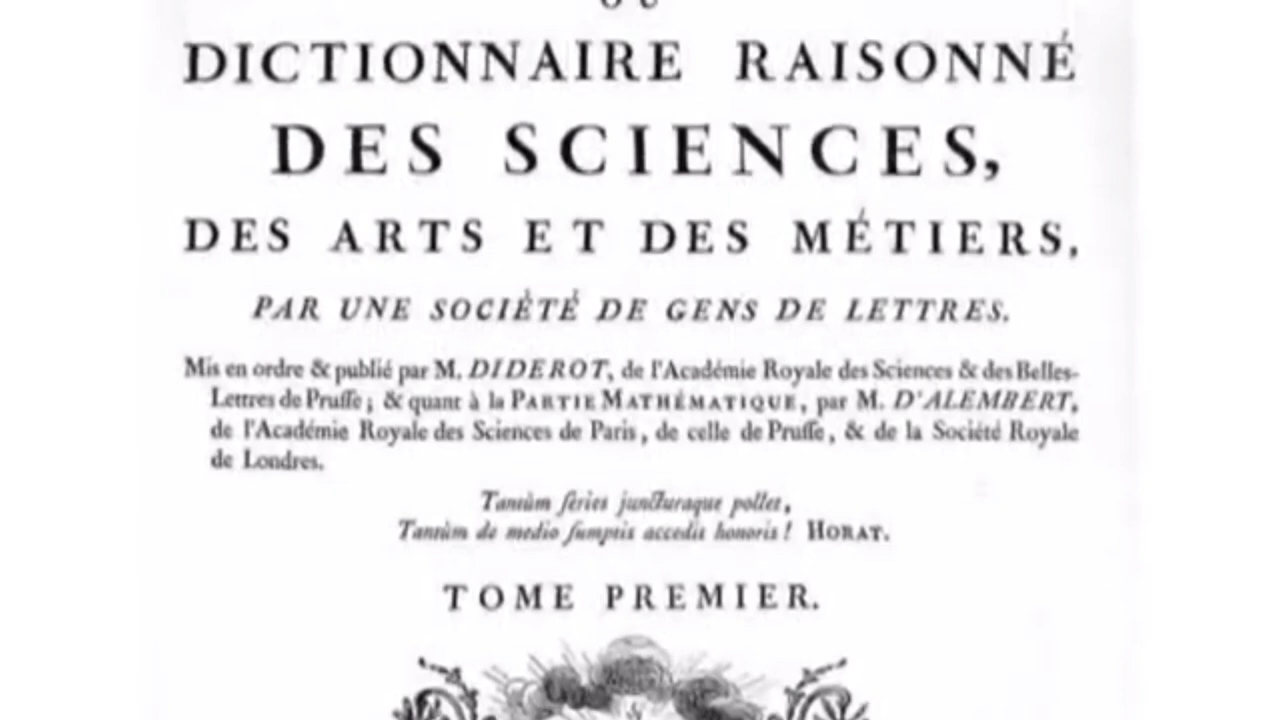 DICTIONNAIRE RAISONNÉ
DES SCIENCES,
DES ARTS ET DES MÉTIERS,
PAR UNE SOCIÉTÉ DE GENS DE LETTRES.
Mis en ordre & publié par M. DIDEROT, de l'Académie Royale des Sciences & des Belles-
Lettres de Prusse; & quant à la PARTIE MATHÉMATIQUE, par M. D'ALEMBERT,
de l'Académie Royale des Sciences de Paris, de celle de Prusse, & de la Société Royale
de Londres.
Tantùm series juncturaque pollet,
Tantùm de medio sumptis accedit honoris! HORAT.
TOME PREMIER.